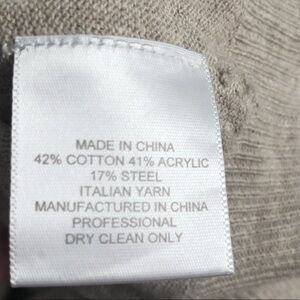 MADE IN CHINA
42% COTTON 41% ACRYLIC
17% STEEL
ITALIAN YARN
MANUFACTURED IN CHINA
PROFESSIONAL
DRY CLEAN ONLY